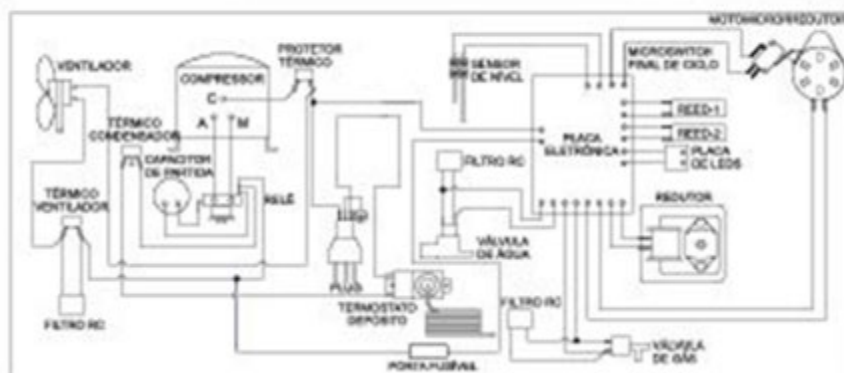 MOTOMICRORREDUTOR
VENTILADOR
PROTETOR
TÉRMICO
COMPRESSOR
C
A
M
TÉRMICO
CONDENSADOR
CAPACITOR
DE PARTIDA
RELÉ
TÉRMICO
VENTILADOR
FILTRO RC
PLUG
TERMOSTATO
DEPÓSITO
PORTA FUSÍVEL
SENSOR
DE NÍVEL
MICROSWITCH
FINAL DE CICLO
PLACA
ELETRÔNICA
REED-1
REED-2
PLACA
DE LEDS
FILTRO RC
VÁLVULA
DE ÁGUA
REDUTOR
FILTRO RC
VÁLVULA
DE GÁS